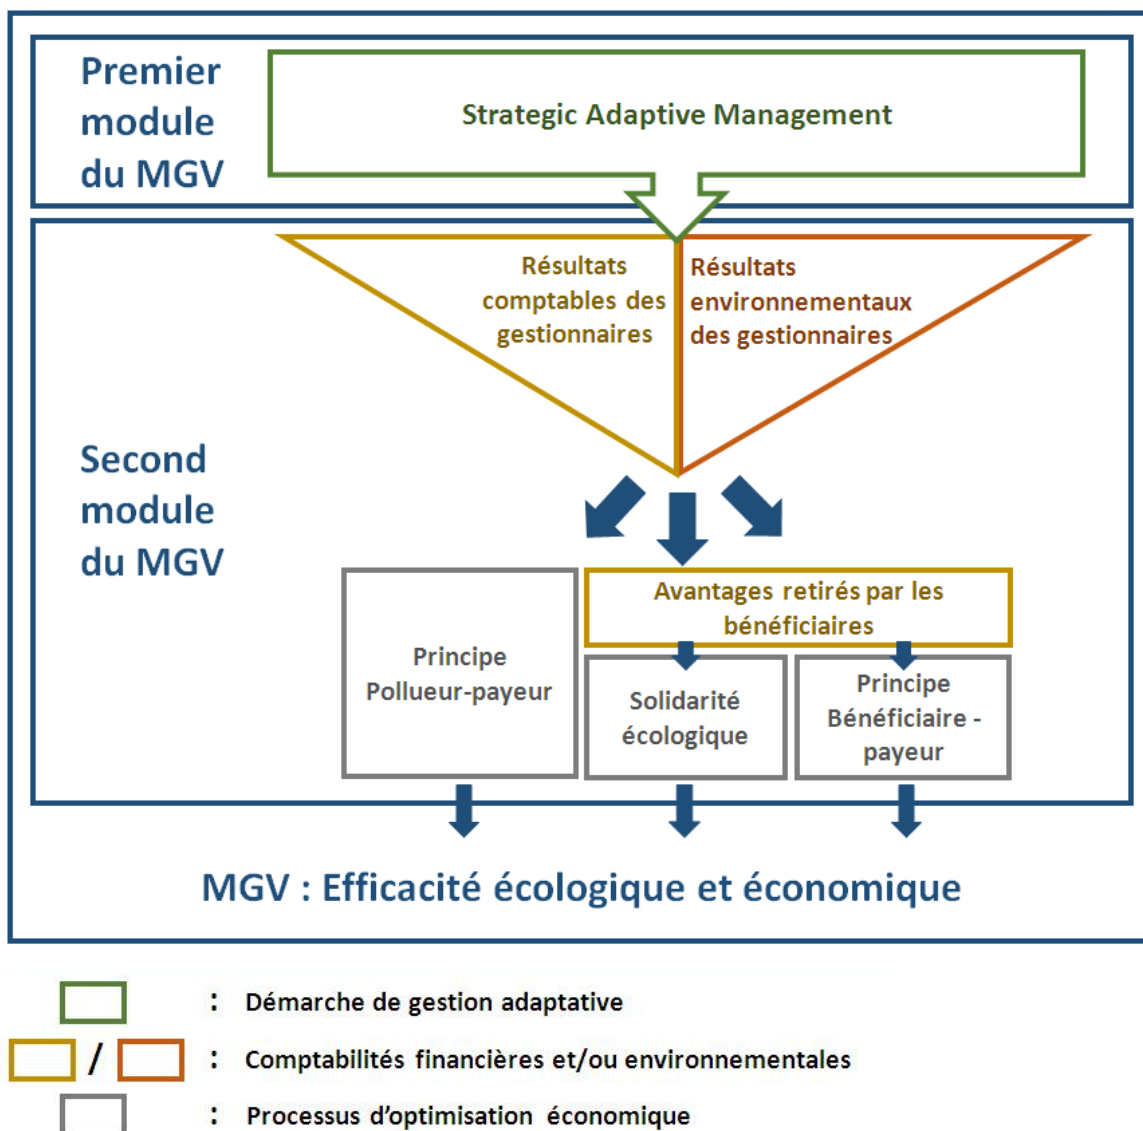 Premier
module
du MGV
Strategic Adaptive Management
Résultats
comptables des
gestionnaires
Résultats
environnementaux
des gestionnaires
Second
module
du MGV
Principe
Pollueur-payeur
Avantages retirés par les
bénéficiaires
Solidarité
écologique
Principe
Bénéficiaire -
payeur
MGV : Efficacité écologique et économique
: Démarche de gestion adaptative
/ : Comptabilités financières et/ou environnementales
: Processus d'optimisation économique